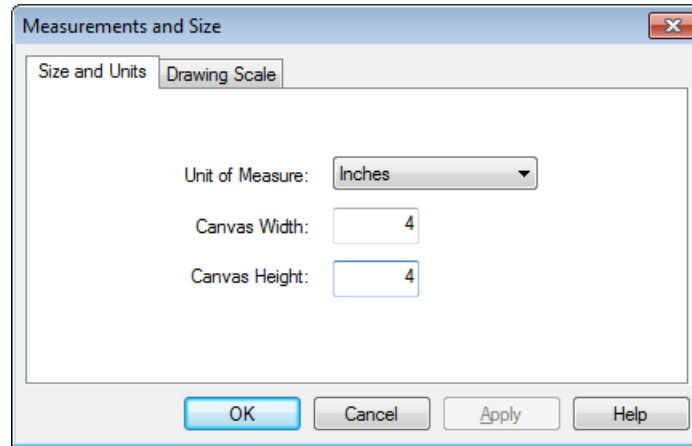 Measurements and Size
Size and Units Drawing Scale
Unit of Measure: Inches
Canvas Width: 4
Canvas Height: 4
OK Cancel Apply Help